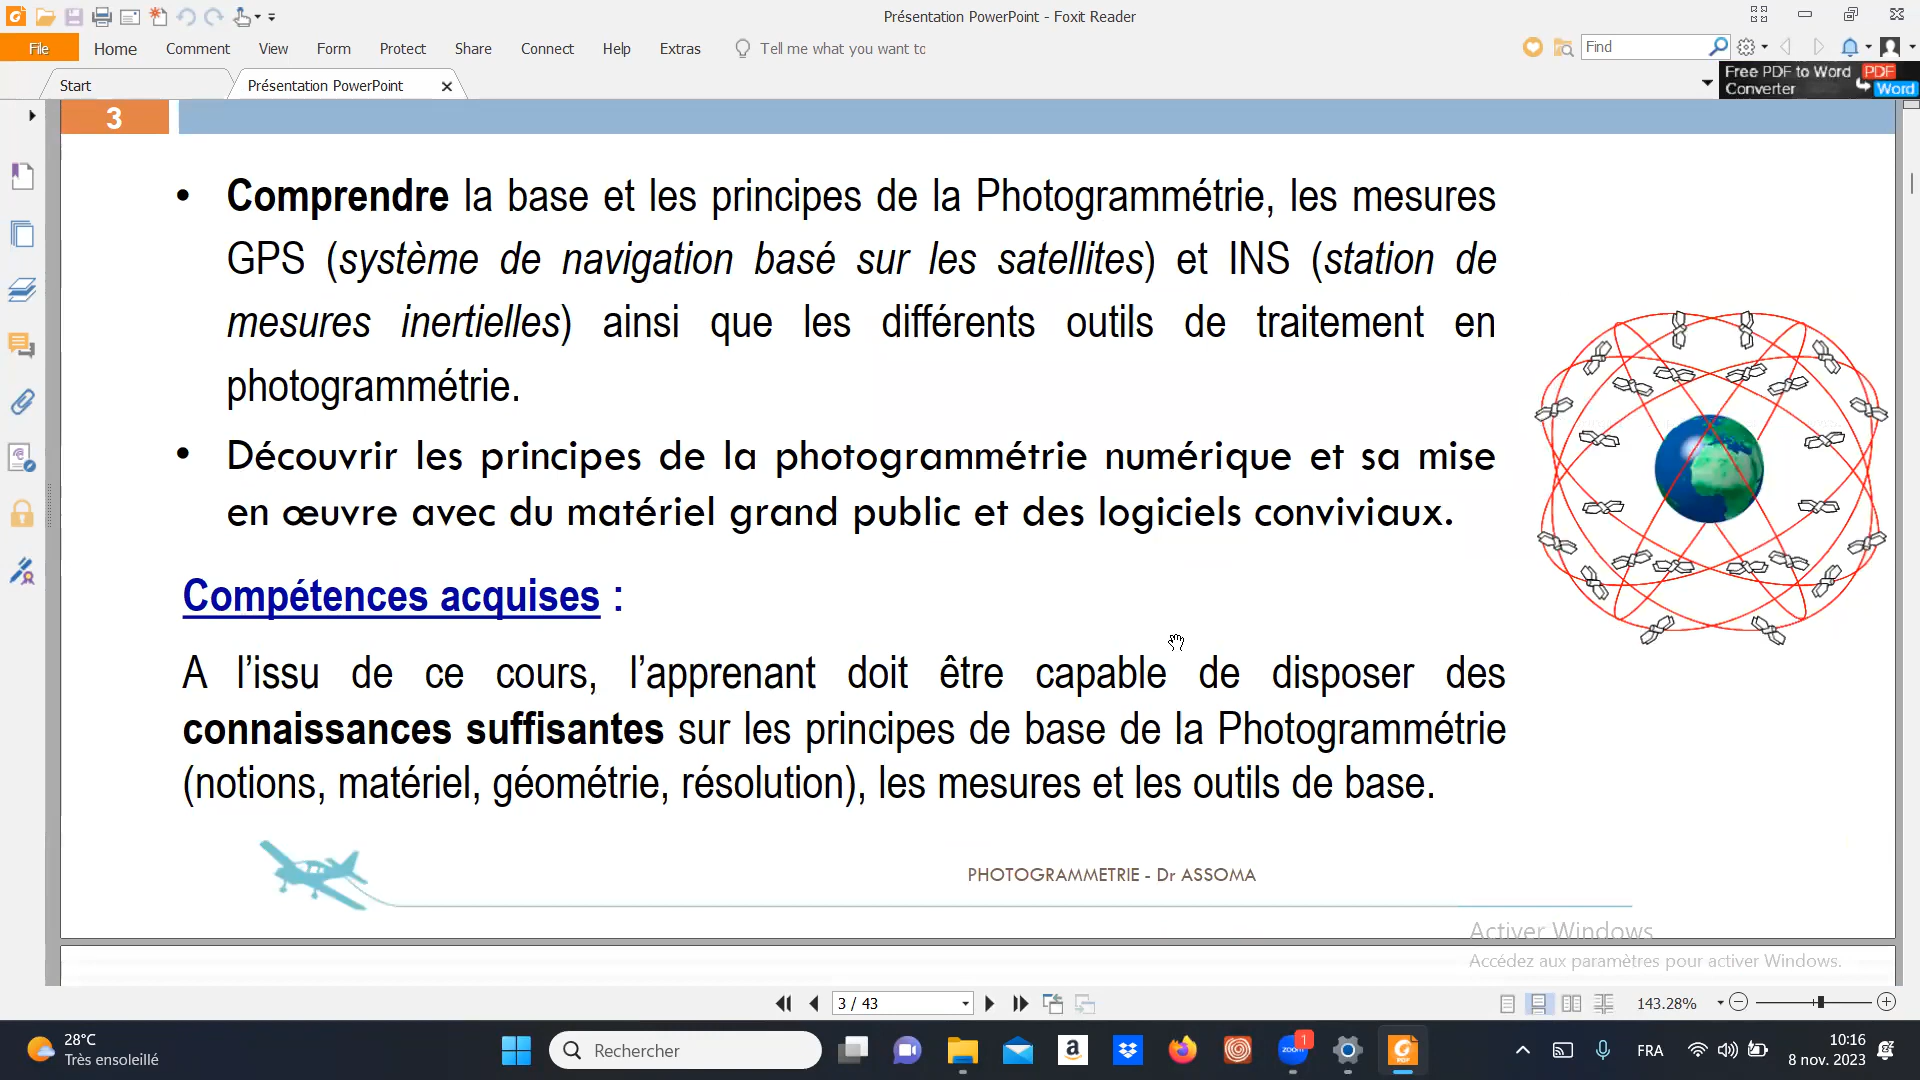 Présentation PowerPoint - Foxit Reader
File Home Comment View Form Protect Share Connect Help Extras Tell me what you want to Find
Start Présentation PowerPoint
Free PDF to Word Converter PDF Word
3
• Comprendre la base et les principes de la Photogrammétrie, les mesures
GPS (système de navigation basé sur les satellites) et INS (station de
mesures inertielles) ainsi que les différents outils de traitement en
photogrammétrie.
• Découvrir les principes de la photogrammétrie numérique et sa mise
en œuvre avec du matériel grand public et des logiciels conviviaux.
Compétences acquises :
A l’issu de ce cours, l’apprenant doit être capable de disposer des
connaissances suffisantes sur les principes de base de la Photogrammétrie
(notions, matériel, géométrie, résolution), les mesures et les outils de base.
PHOTOGRAMMETRIE - Dr ASSOMA
Activer Windows
Accédez aux paramètres pour activer Windows.
3 / 43
143.28%
28°C
Très ensoleillé
Rechercher
zoom
1
FRA
10:16
8 nov. 2023